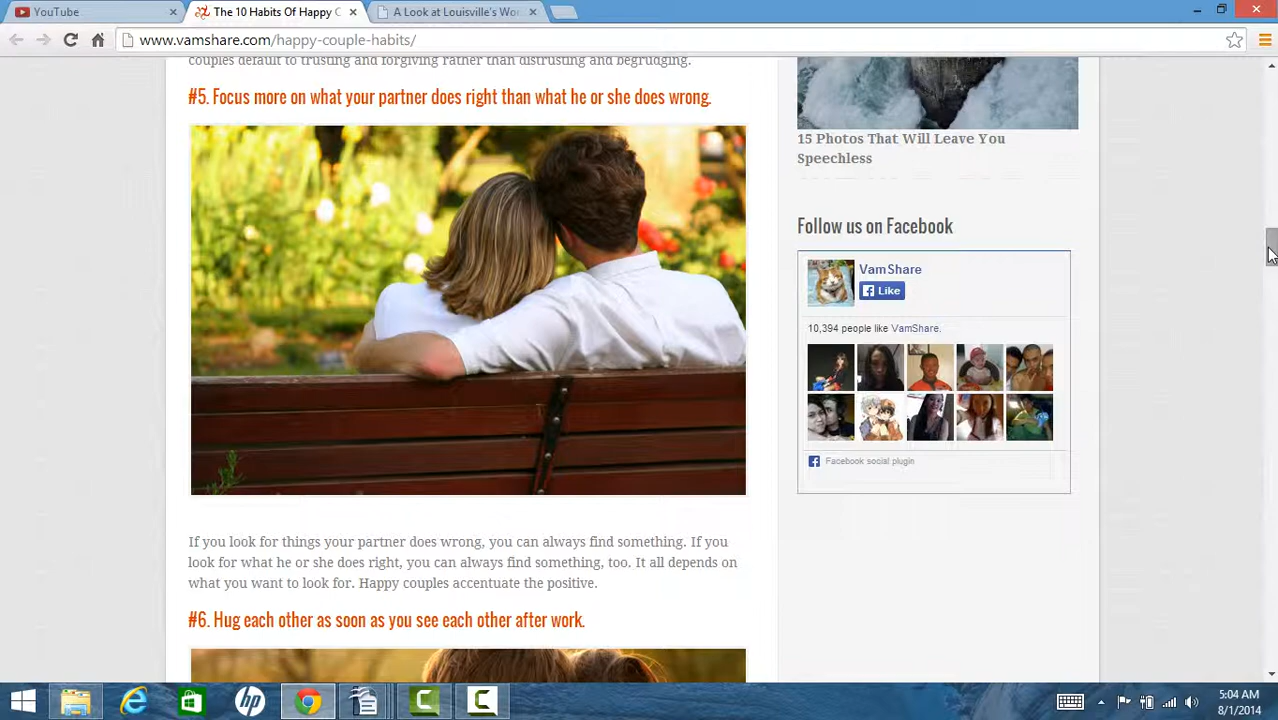 YouTube
The 10 Habits Of Happy C
A Look at Louisville's Wo
www.vamshare.com/happy-couple-habits/
couples default to trusting and forgiving rather than distrusting and begrudging.
#5. Focus more on what your partner does right than what he or she does wrong.
If you look for things your partner does wrong, you can always find something. If you
look for what he or she does right, you can always find something, too. It all depends on
what you want to look for. Happy couples accentuate the positive.
#6. Hug each other as soon as you see each other after work.
15 Photos That Will Leave You
Speechless
Follow us on Facebook
VamShare
Like
10,394 people like VamShare.
Facebook social plugin
hp
5:04 AM
8/1/2014